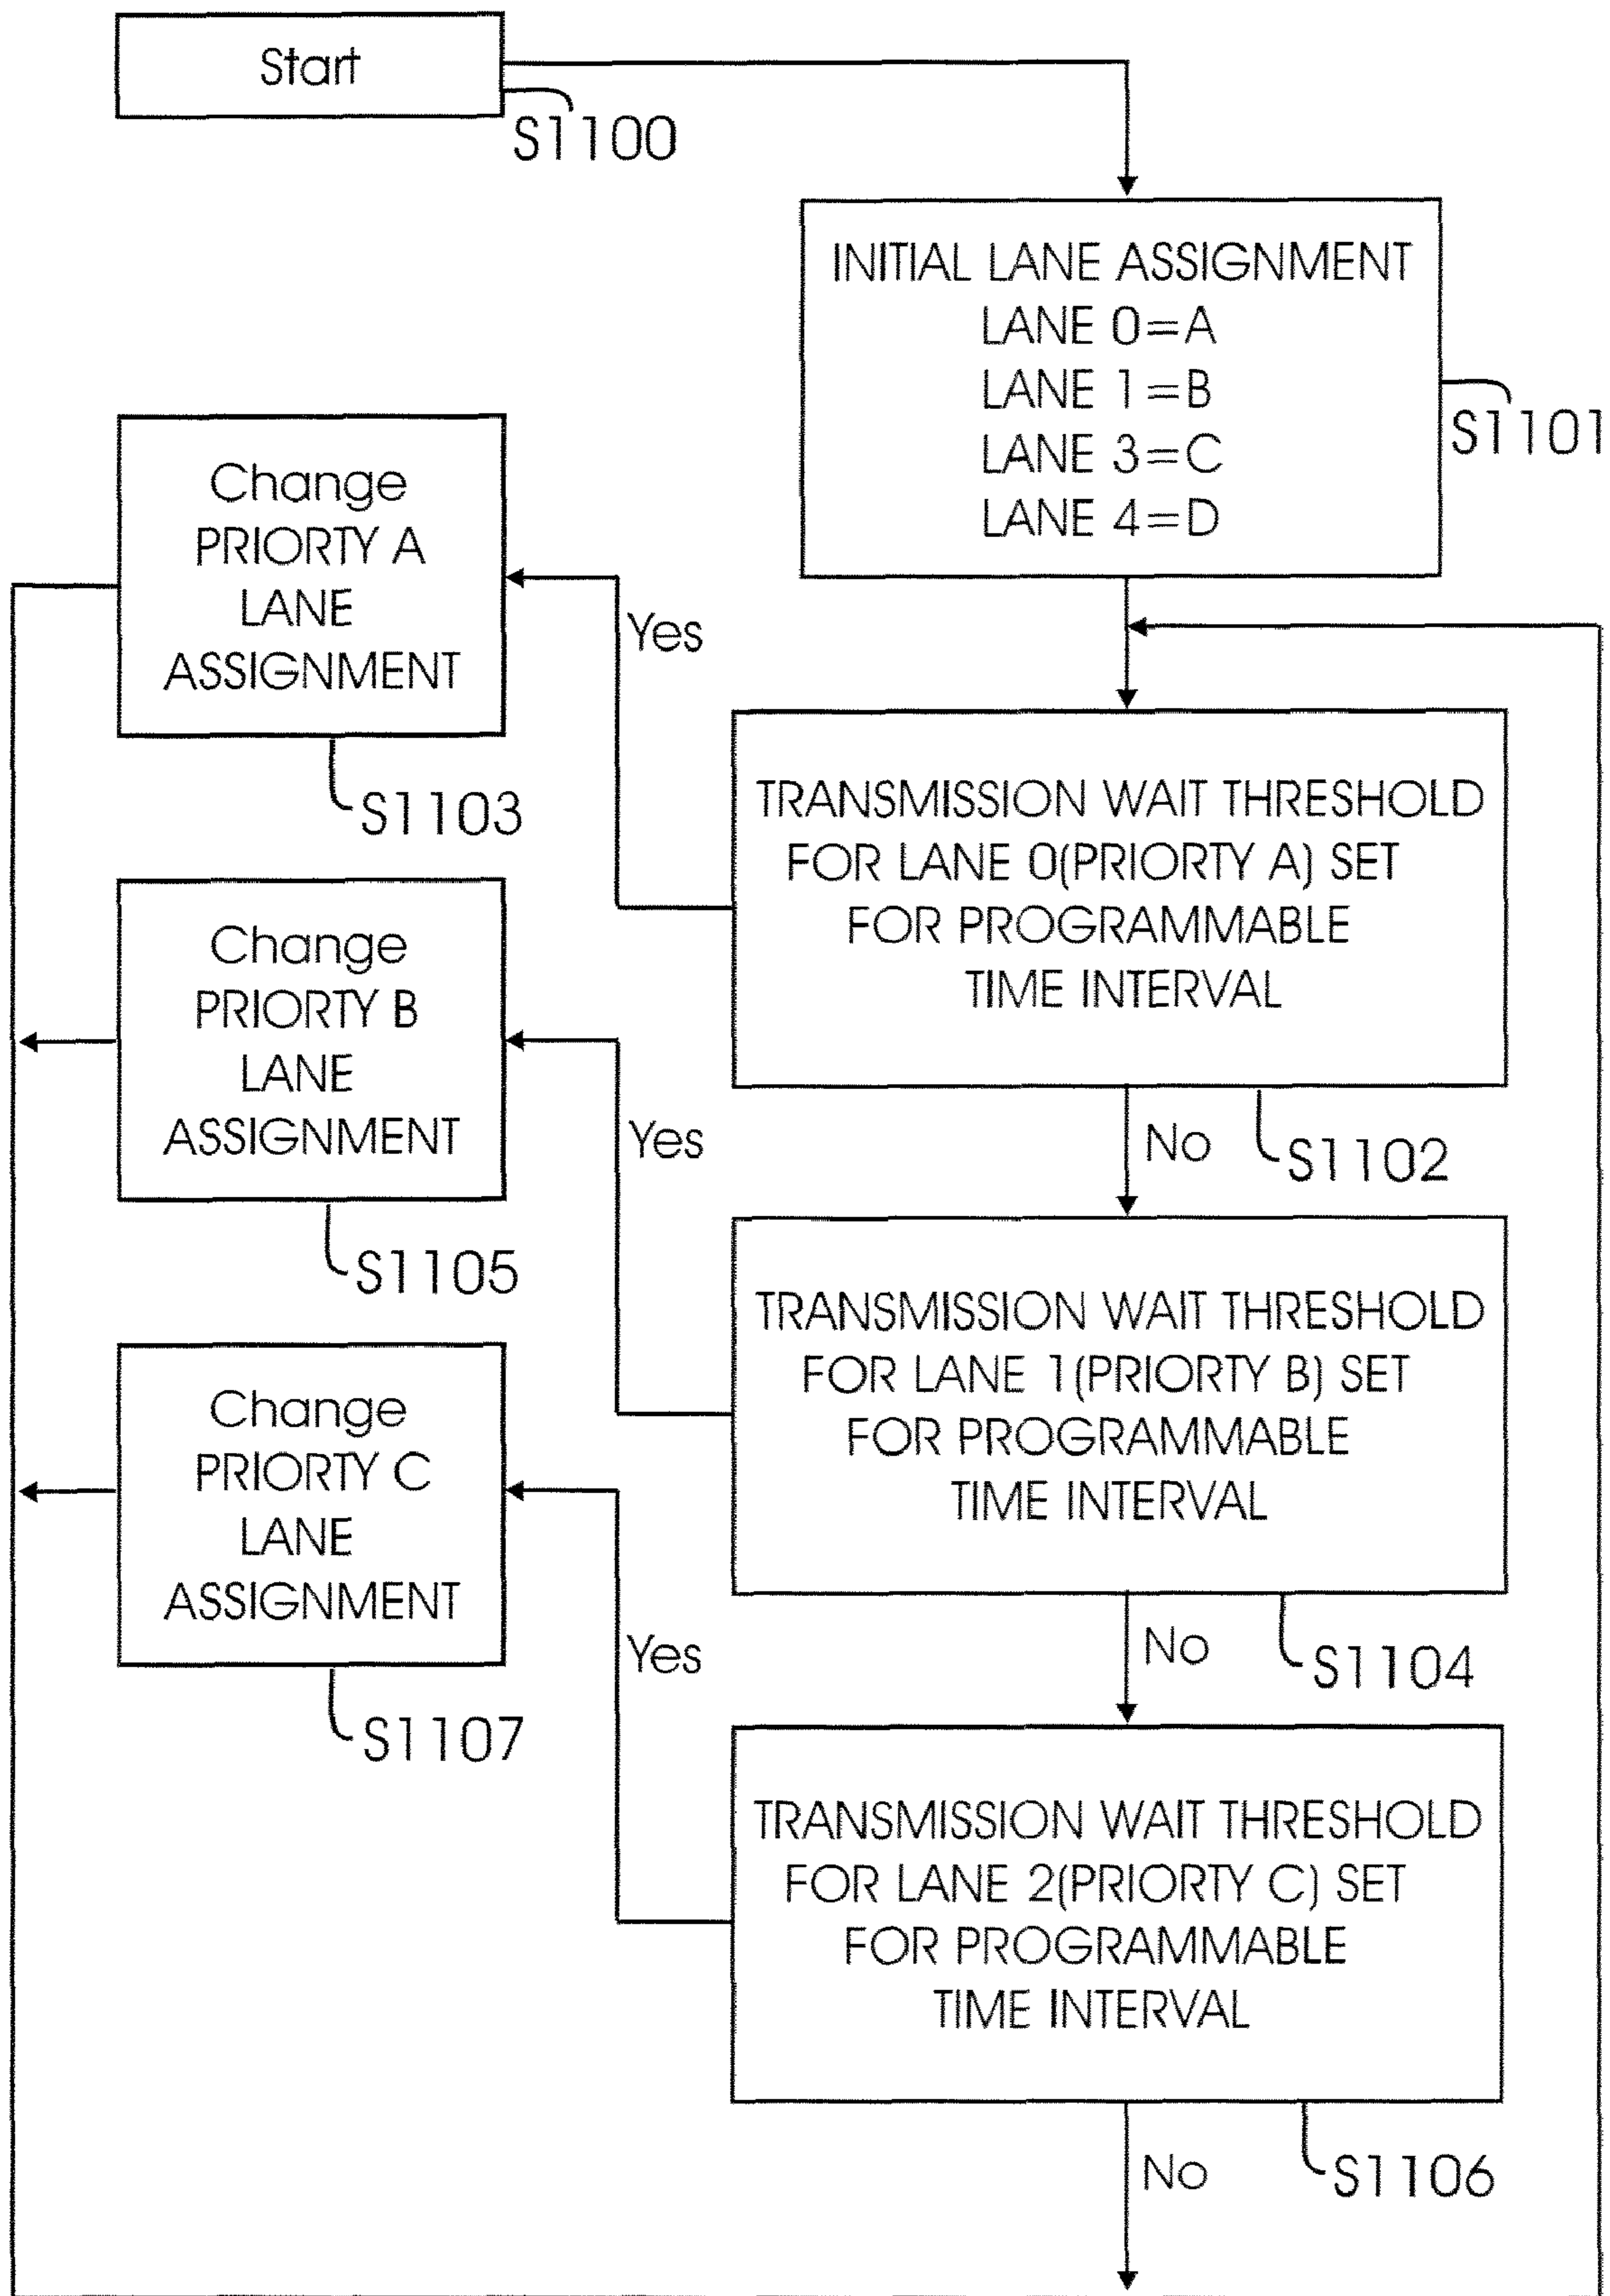 Start
S1100
INITIAL LANE ASSIGNMENT
LANE 0=A
LANE 1=B
LANE 3=C
LANE 4=D
S1101
Change
PRIORTY A
LANE
ASSIGNMENT
S1103
Yes
TRANSMISSION WAIT THRESHOLD
FOR LANE 0(PRIORTY A) SET
FOR PROGRAMMABLE
TIME INTERVAL
No
S1102
Change
PRIORTY B
LANE
ASSIGNMENT
S1105
Yes
TRANSMISSION WAIT THRESHOLD
FOR LANE 1(PRIORTY B) SET
FOR PROGRAMMABLE
TIME INTERVAL
No
S1104
Change
PRIORTY C
LANE
ASSIGNMENT
S1107
Yes
TRANSMISSION WAIT THRESHOLD
FOR LANE 2(PRIORTY C) SET
FOR PROGRAMMABLE
TIME INTERVAL
No
S1106